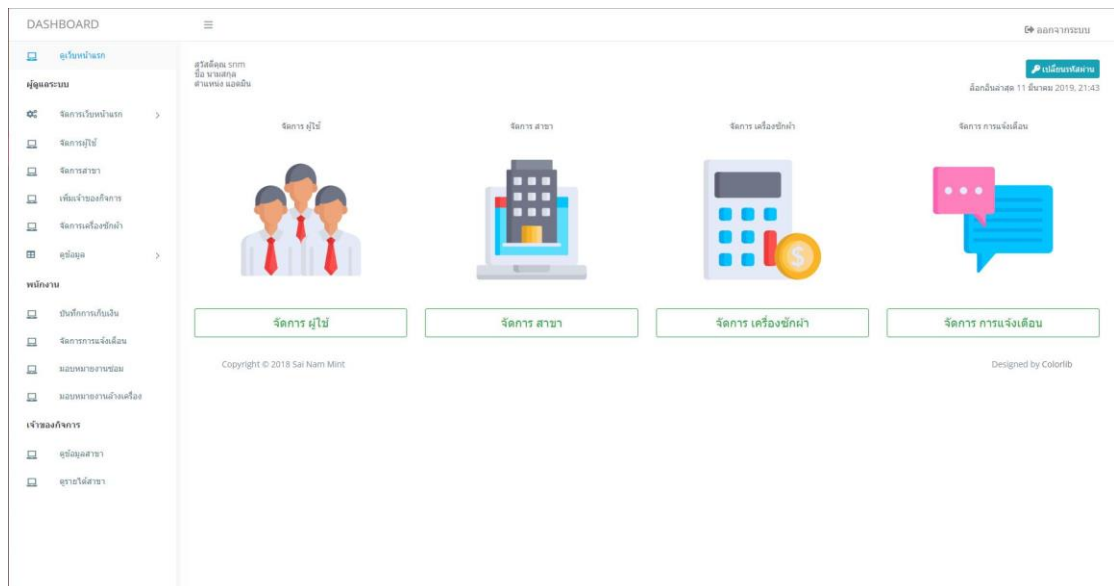 DASHBOARD
ออกจากระบบ
ดูเว็บหน้าแรก
ผู้ดูแลระบบ
จัดการเว็บหน้าแรก
จัดการผู้ใช้
จัดการสาขา
เพิ่มเจ้าของกิจการ
จัดการเครื่องซักผ้า
ดูข้อมูล
พนักงาน
บันทึกการเก็บเงิน
จัดการการแจ้งเตือน
มอบหมายงานซ่อม
มอบหมายงานล้างเครื่อง
เจ้าของกิจการ
ดูข้อมูลสาขา
ดูรายได้สาขา
สวัสดีคุณ snm
ชื่อ นามสกุล
ตำแหน่ง แอดมิน
เปลี่ยนรหัสผ่าน
ล็อกอินล่าสุด 11 มีนาคม 2019, 21:43
จัดการ ผู้ใช้
จัดการ สาขา
จัดการ เครื่องซักผ้า
จัดการ การแจ้งเตือน
จัดการ ผู้ใช้
จัดการ สาขา
จัดการ เครื่องซักผ้า
จัดการ การแจ้งเตือน
Copyright © 2018 Sai Nam Mint
Designed by Colorlib